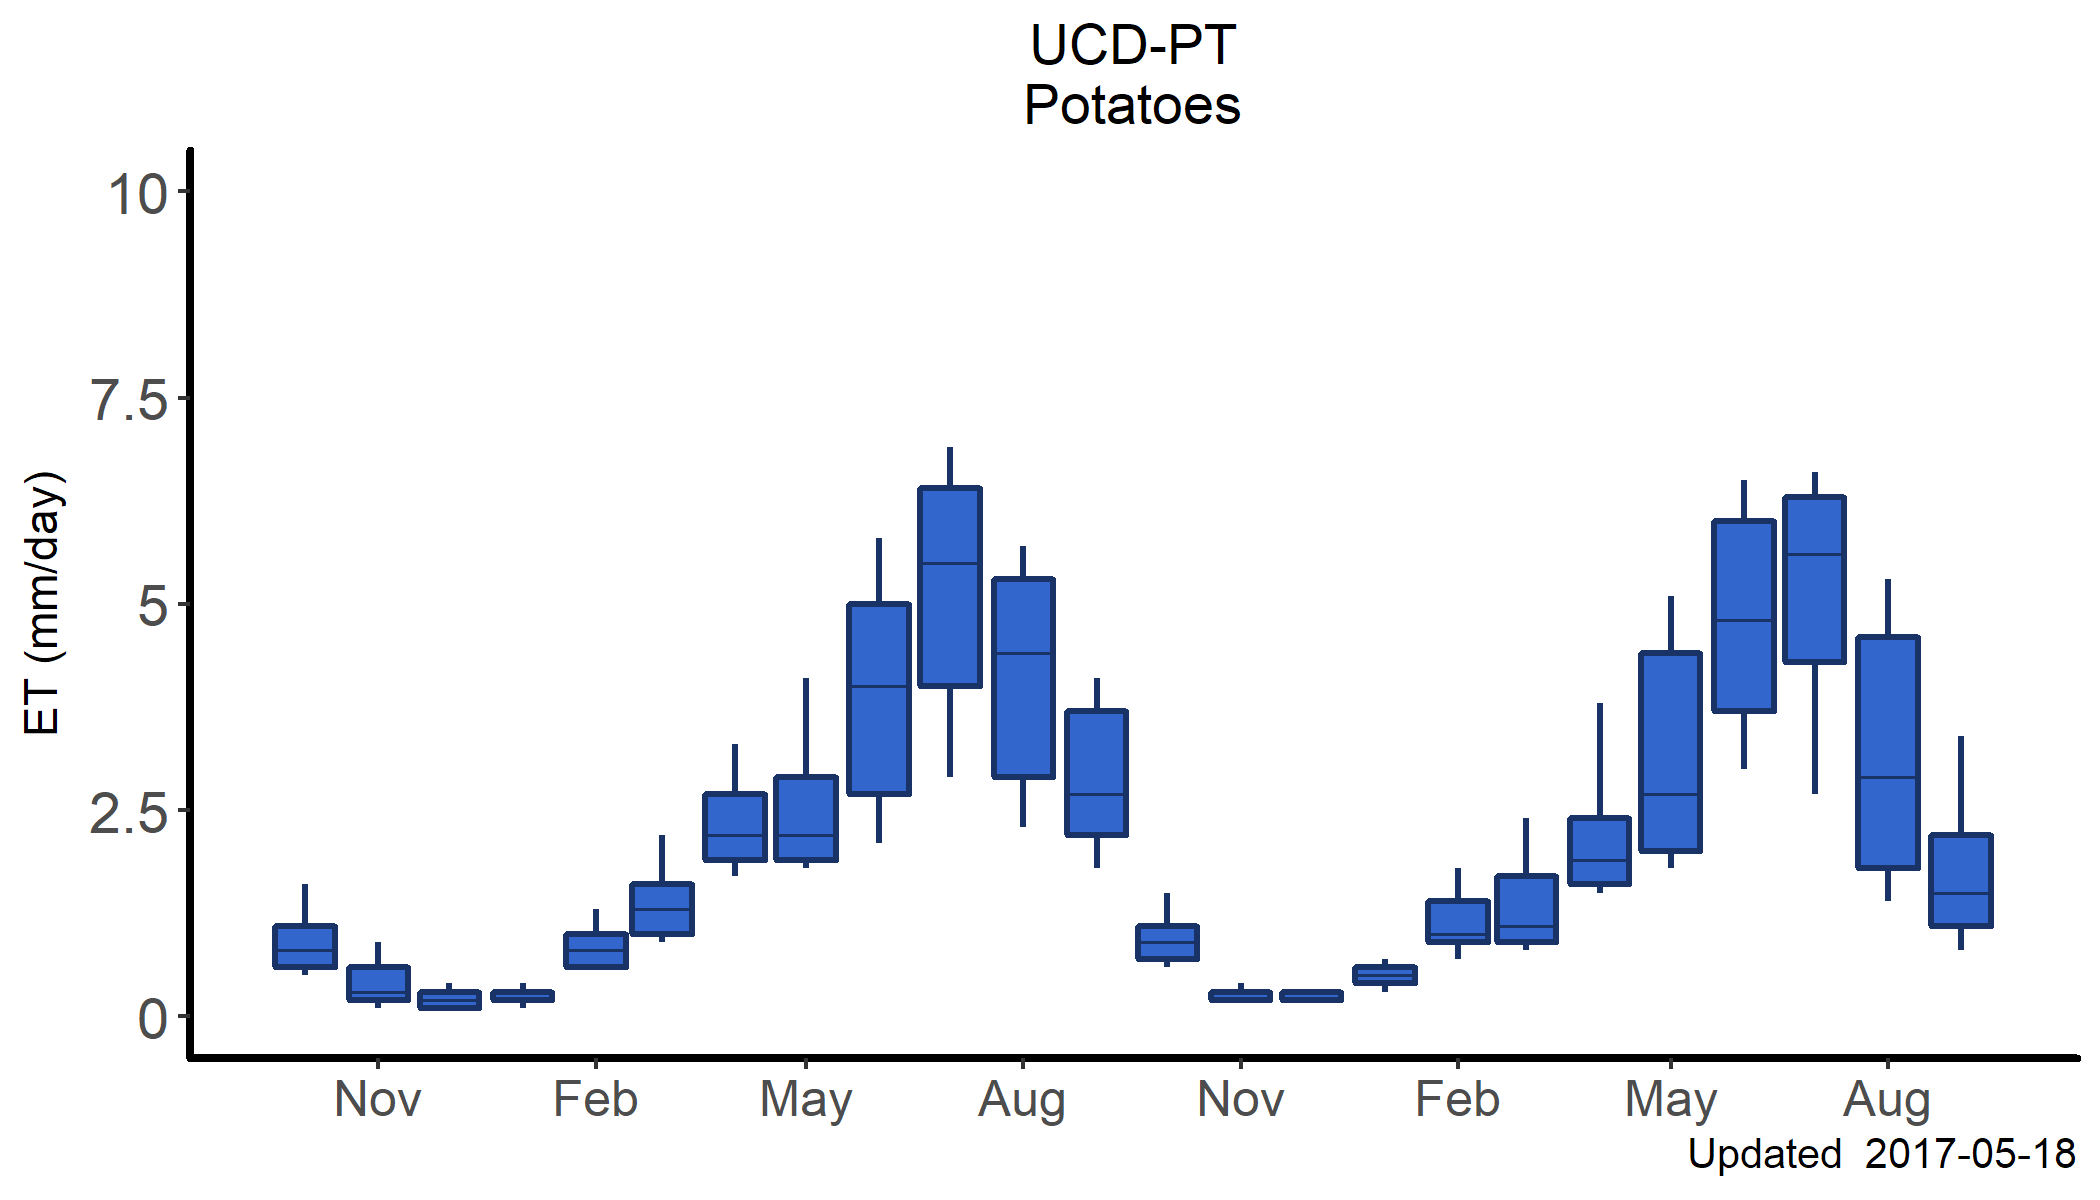 UCD-PT
Potatoes
10
7.5
5
2.5
0
ET (mm/day)
Nov Feb May Aug Nov Feb May Aug
Updated  2017-05-18